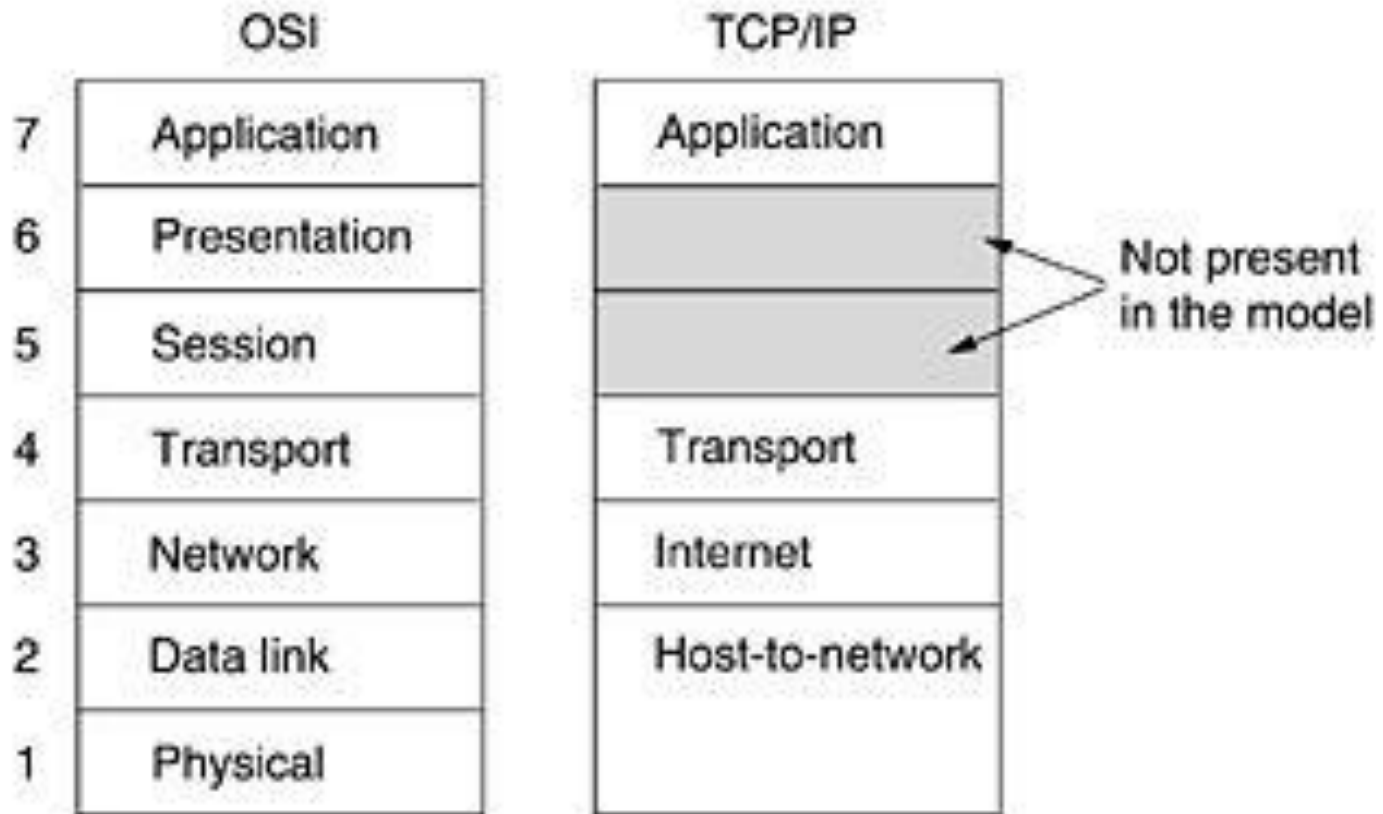 OSI TCP/IP
7 Application Application
6 Presentation
5 Session
Not present
in the model
4 Transport Transport
3 Network Internet
2 Data link Host-to-network
1 Physical